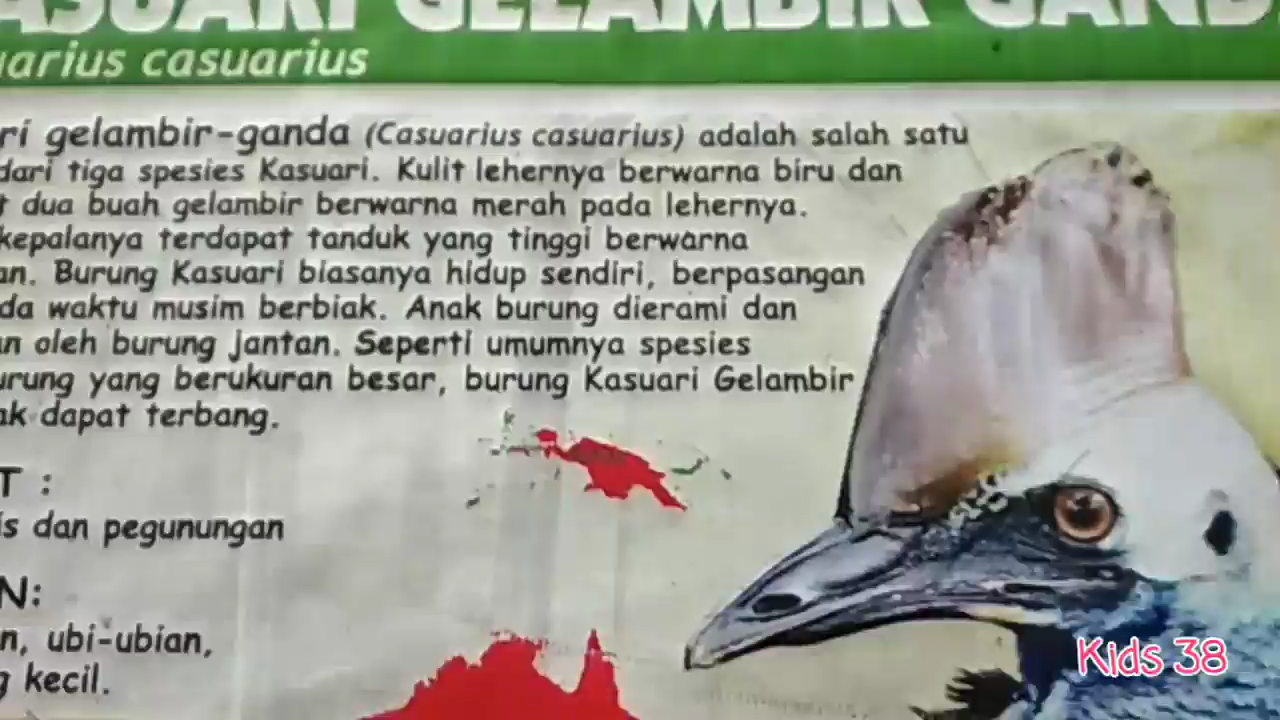 ASUARI GELAMBIR GAND
arius casuarius
ri gelambir-ganda (Casuarius casuarius) adalah salah satu
dari tiga spesies Kasuari. Kulit lehernya berwarna biru dan
t dua buah gelambir berwarna merah pada lehernya.
kepalanya terdapat tanduk yang tinggi berwarna
an. Burung Kasuari biasanya hidup sendiri, berpasangan
da waktu musim berbiak. Anak burung dierami dan
an oleh burung jantan. Seperti umumnya spesies
urung yang berukuran besar, burung Kasuari Gelambir
ak dapat terbang.
T :
is dan pegunungan
N:
n, ubi-ubian,
g kecil.
Kids 38